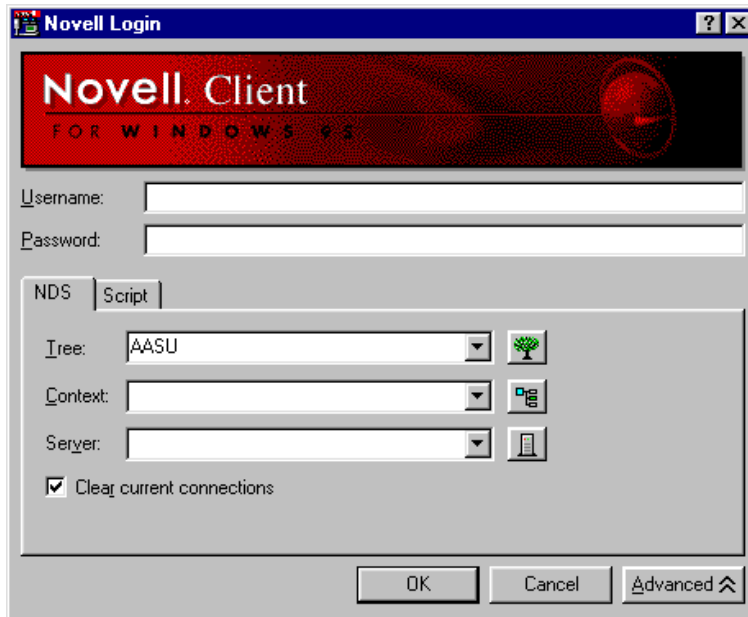 Novell Login
Novell. Client
FOR WINDOWS 95
Username:
Password:
NDS Script
Tree: AASU
Context:
Server:
Clear current connections
OK Cancel Advanced